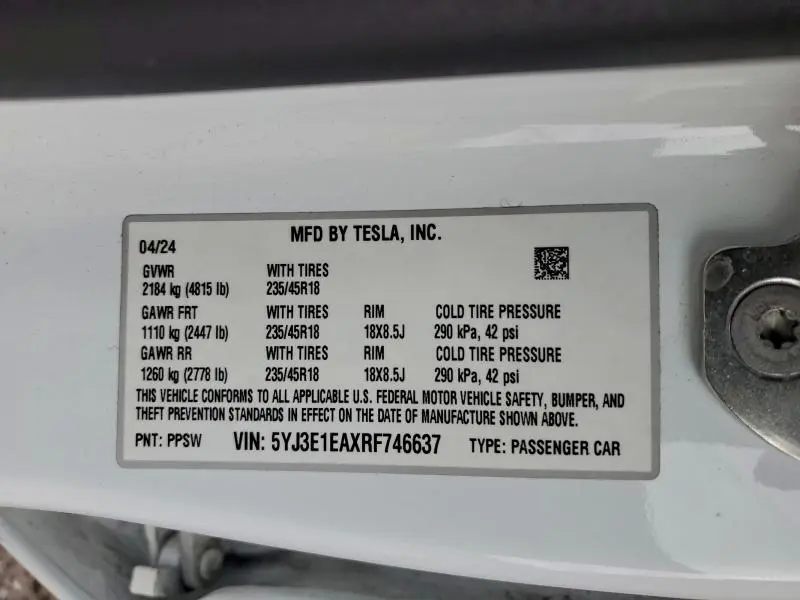 MFD BY TESLA, INC.
04/24
GVWR WITH TIRES
2184 kg (4815 lb) 235/45R18
GAWR FRT WITH TIRES RIM COLD TIRE PRESSURE
1110 kg (2447 lb) 235/45R18 18X8.5J 290 kPa, 42 psi
GAWR RR WITH TIRES RIM COLD TIRE PRESSURE
1260 kg (2778 lb) 235/45R18 18X8.5J 290 kPa, 42 psi
THIS VEHICLE CONFORMS TO ALL APPLICABLE U.S. FEDERAL MOTOR VEHICLE SAFETY, BUMPER, AND
THEFT PREVENTION STANDARDS IN EFFECT ON THE DATE OF MANUFACTURE SHOWN ABOVE.
PNT: PPSW VIN: 5YJ3E1EAXRF746637 TYPE: PASSENGER CAR